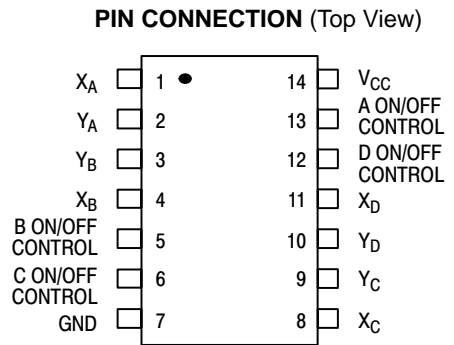 PIN CONNECTION (Top View)
XA 1 14 VCC
YA 2 13 A ON/OFF CONTROL
YB 3 12 D ON/OFF CONTROL
XB 4 11 XD
B ON/OFF CONTROL 5 10 YD
C ON/OFF CONTROL 6 9 YC
GND 7 8 XC